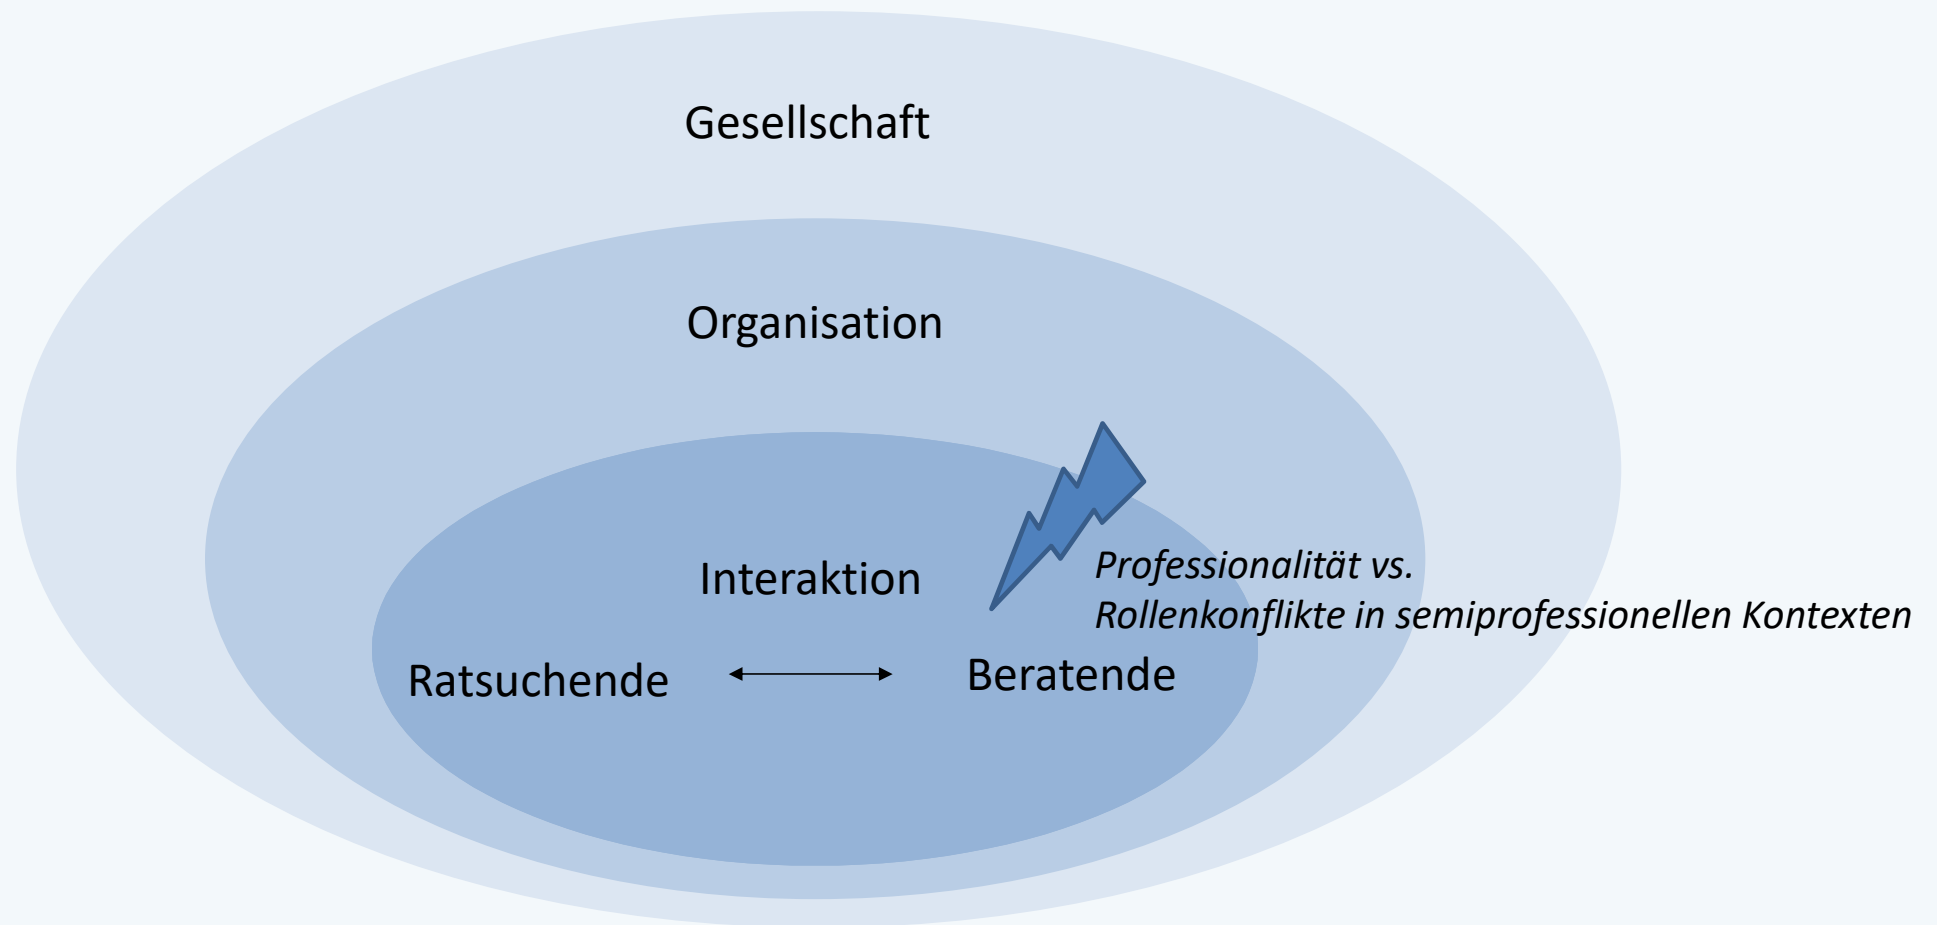 Gesellschaft
Organisation
Interaktion
Professionalität vs.
Rollenkonflikte in semiprofessionellen Kontexten
Ratsuchende
Beratende